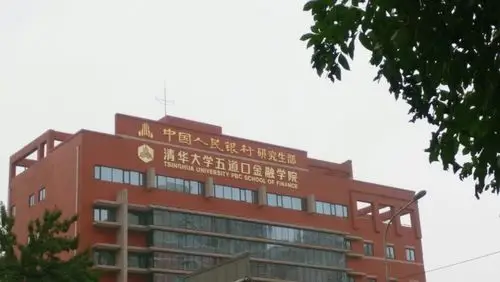 中国人民银行研究生部
清华大学五道口金融学院
TSINGHUA UNIVERSITY PBC SCHOOL OF FINANCE